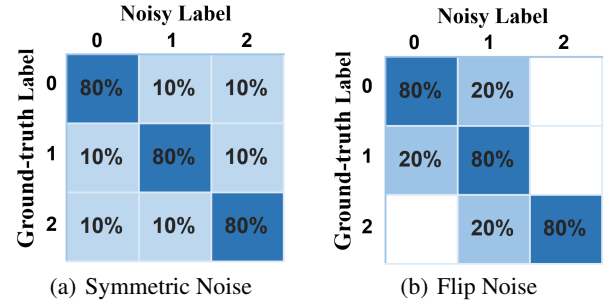 Noisy Label
0 1 2
Ground-truth Label
0 80% 10% 10%
1 10% 80% 10%
2 10% 10% 80%
(a) Symmetric Noise
Noisy Label
0 1 2
Ground-truth Label
0 80% 20%
1 20% 80%
2 20% 80%
(b) Flip Noise